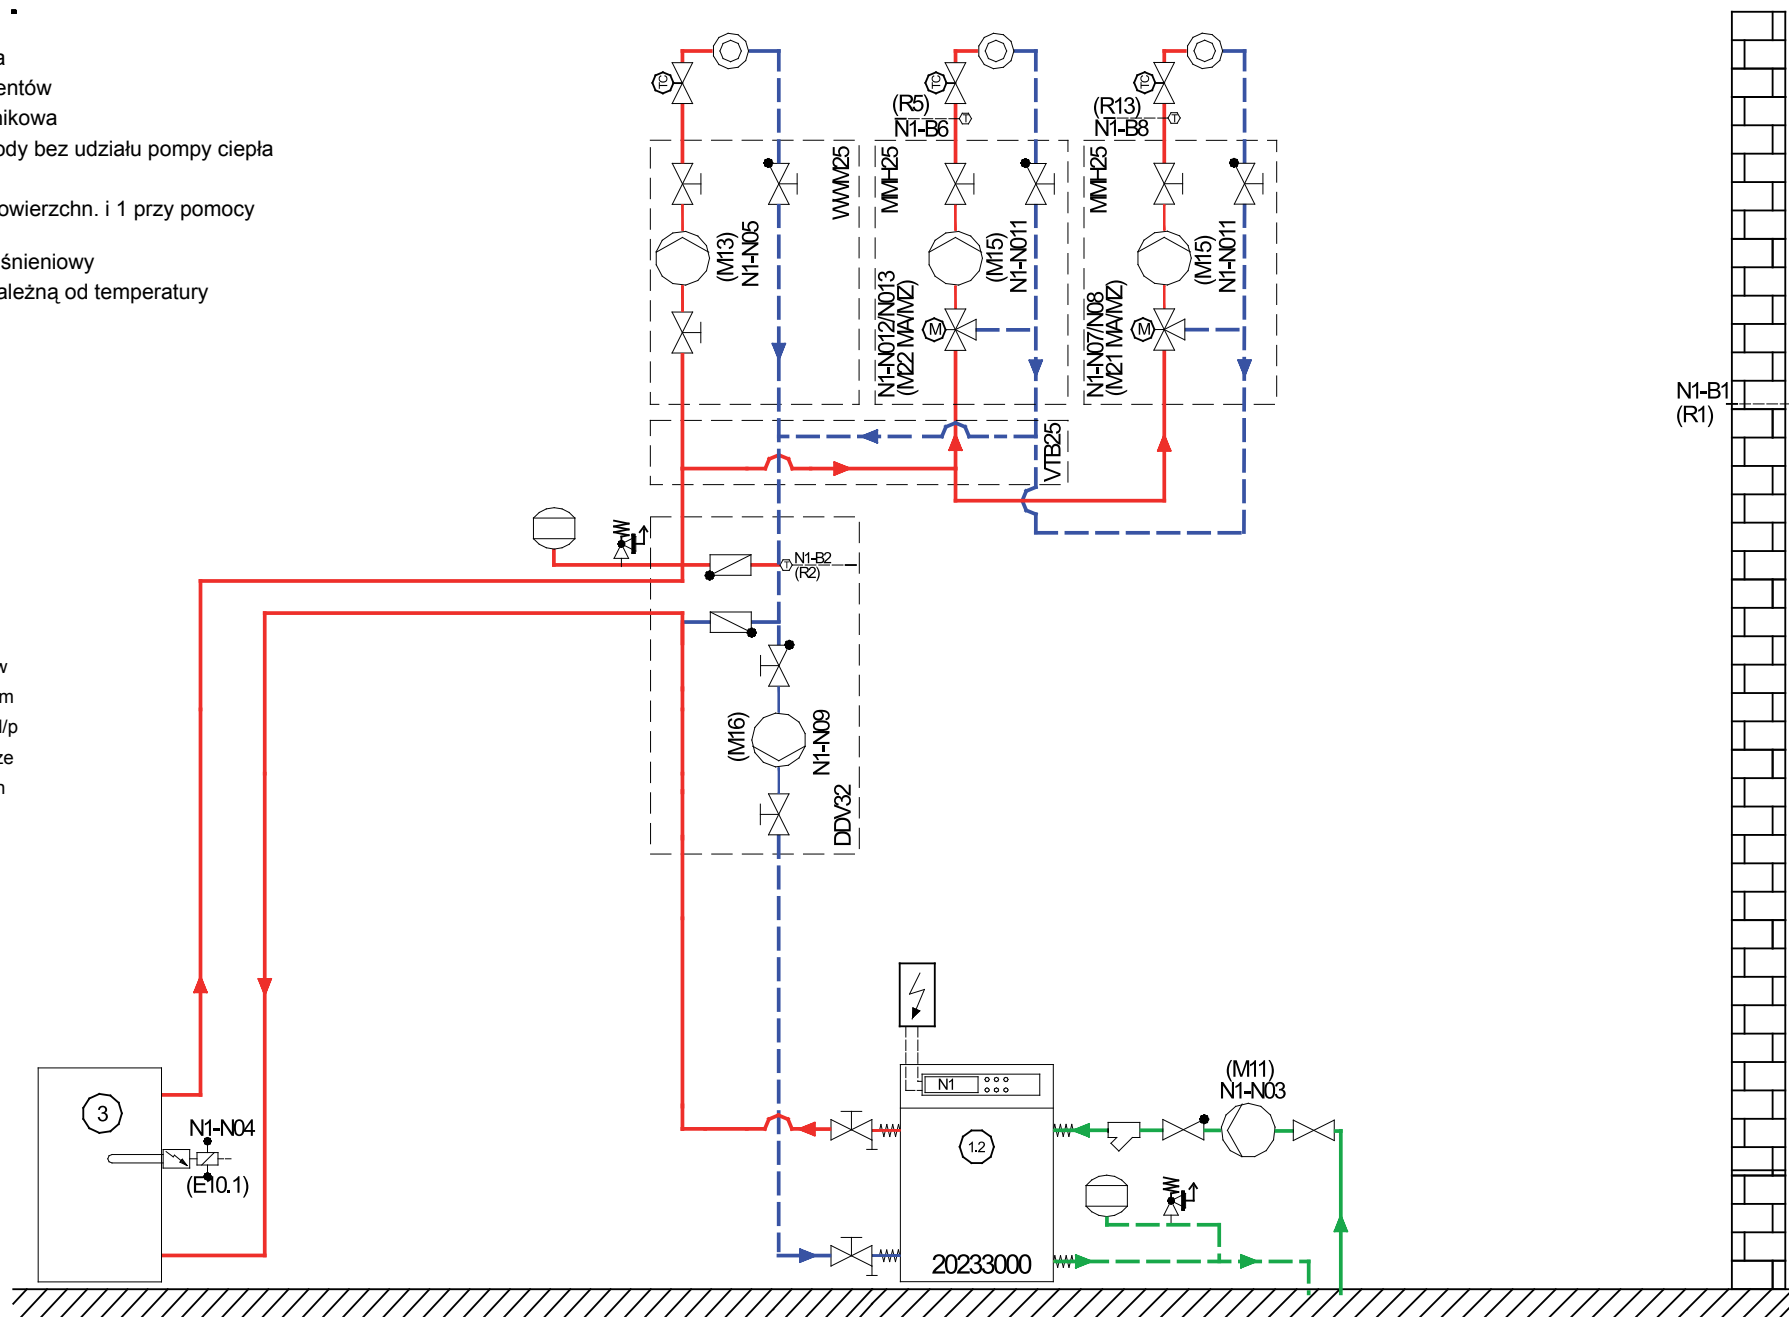 a
entów
nikowa
ody bez udziału pompy ciepła
owierzchn. i 1 przy pomocy
śnieniowy
ależną od temperatury
w
m
l/p
ze
h
TC
TC
TC
(R5)
N1-B6
T
(R13)
N1-B8
T
WWM25
MMH25
MMH25
(M13)
N1-N05
(M15)
N1-N011
(M15)
N1-N011
N1-N012/N013
(M22 MA/MZ)
M
N1-N07/N08
(M21 MA/MZ)
M
N1-B1
(R1)
VTB25
T
N1-B2
(R2)
(M16)
N1-N09
DDV32
3
N1-N04
(E10.1)
N1
1.2
20233000
(M11)
N1-N03